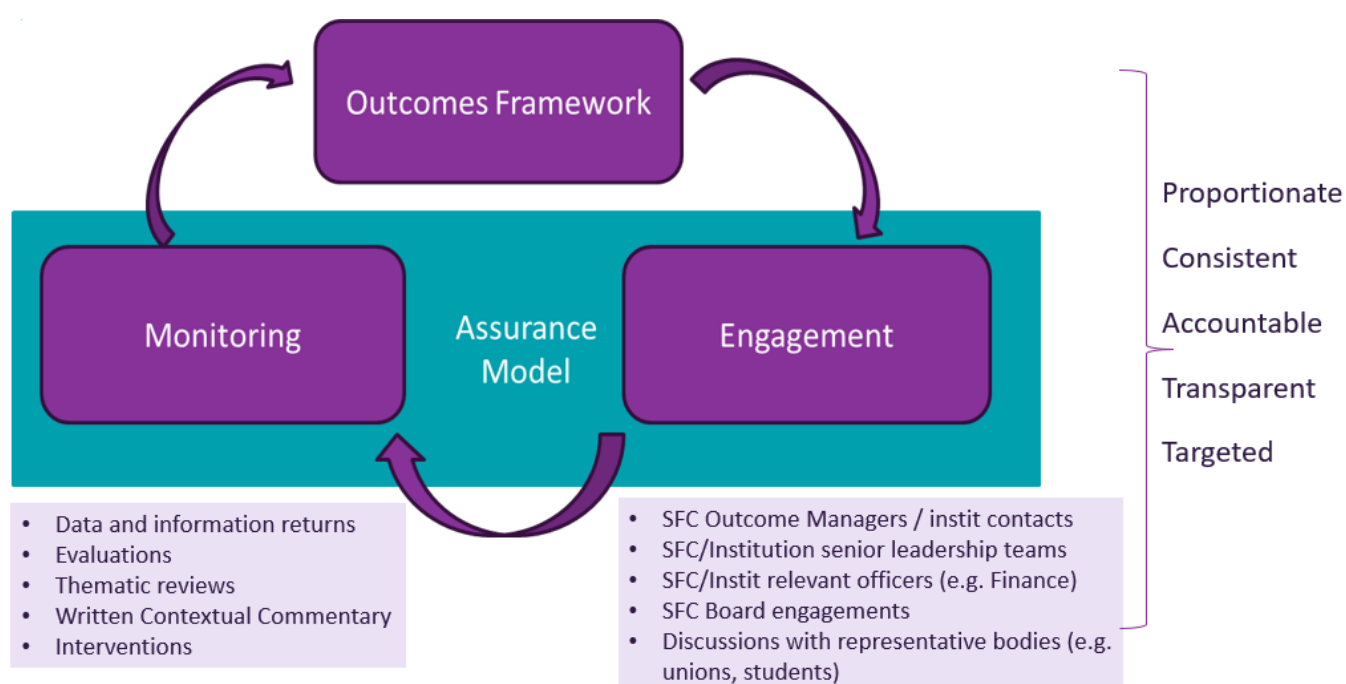 Outcomes Framework
Monitoring
Assurance
Model
Engagement
Proportionate
Consistent
Accountable
Transparent
Targeted
• Data and information returns
• Evaluations
• Thematic reviews
• Written Contextual Commentary
• Interventions
• SFC Outcome Managers / instit contacts
• SFC/Institution senior leadership teams
• SFC/Instit relevant officers (e.g. Finance)
• SFC Board engagements
• Discussions with representative bodies (e.g.
unions, students)